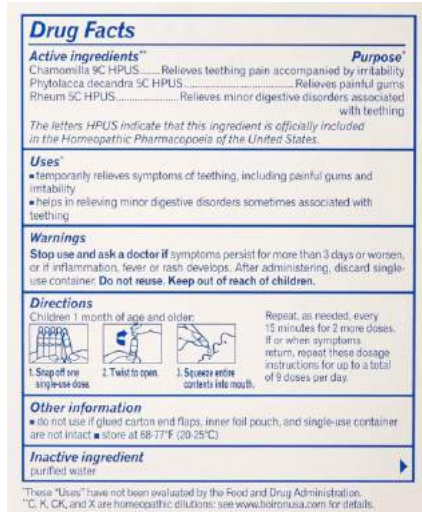 Drug Facts
Active ingredients** Purpose*
Chamomilla 9C HPUS......Relieves teething pain accompanied by irritability
Phytolacca decandra 5C HPUS..............................Relieves painful gums
Rheum 5C HPUS........................Relieves minor digestive disorders associated
with teething
The letters HPUS indicate that this ingredient is officially included
in the Homeopathic Pharmacopoeia of the United States.
Uses*
▪ temporarily relieves symptoms of teething, including painful gums and
irritability
▪ helps in relieving minor digestive disorders sometimes associated with
teething
Warnings
Stop use and ask a doctor if symptoms persist for more than 3 days or worsen,
or if inflammation, fever or rash develops. After administering, discard single-
use container. Do not reuse. Keep out of reach of children.
Directions
Children 1 month of age and older:
1. Snap off one
single-use dose.
2. Twist to open.
3. Squeeze entire
contents into mouth.
Repeat, as needed, every
15 minutes for 2 more doses.
If or when symptoms
return, repeat these dosage
instructions for up to a total
of 9 doses per day.
Other information
▪ do not use if glued carton end flaps, inner foil pouch, and single-use container
are not intact ▪ store at 68-77°F (20-25°C)
Inactive ingredient
purified water
*These "Uses" have not been evaluated by the Food and Drug Administration.
**C, K, CK, and X are homeopathic dilutions: see www.boironusa.com for details.